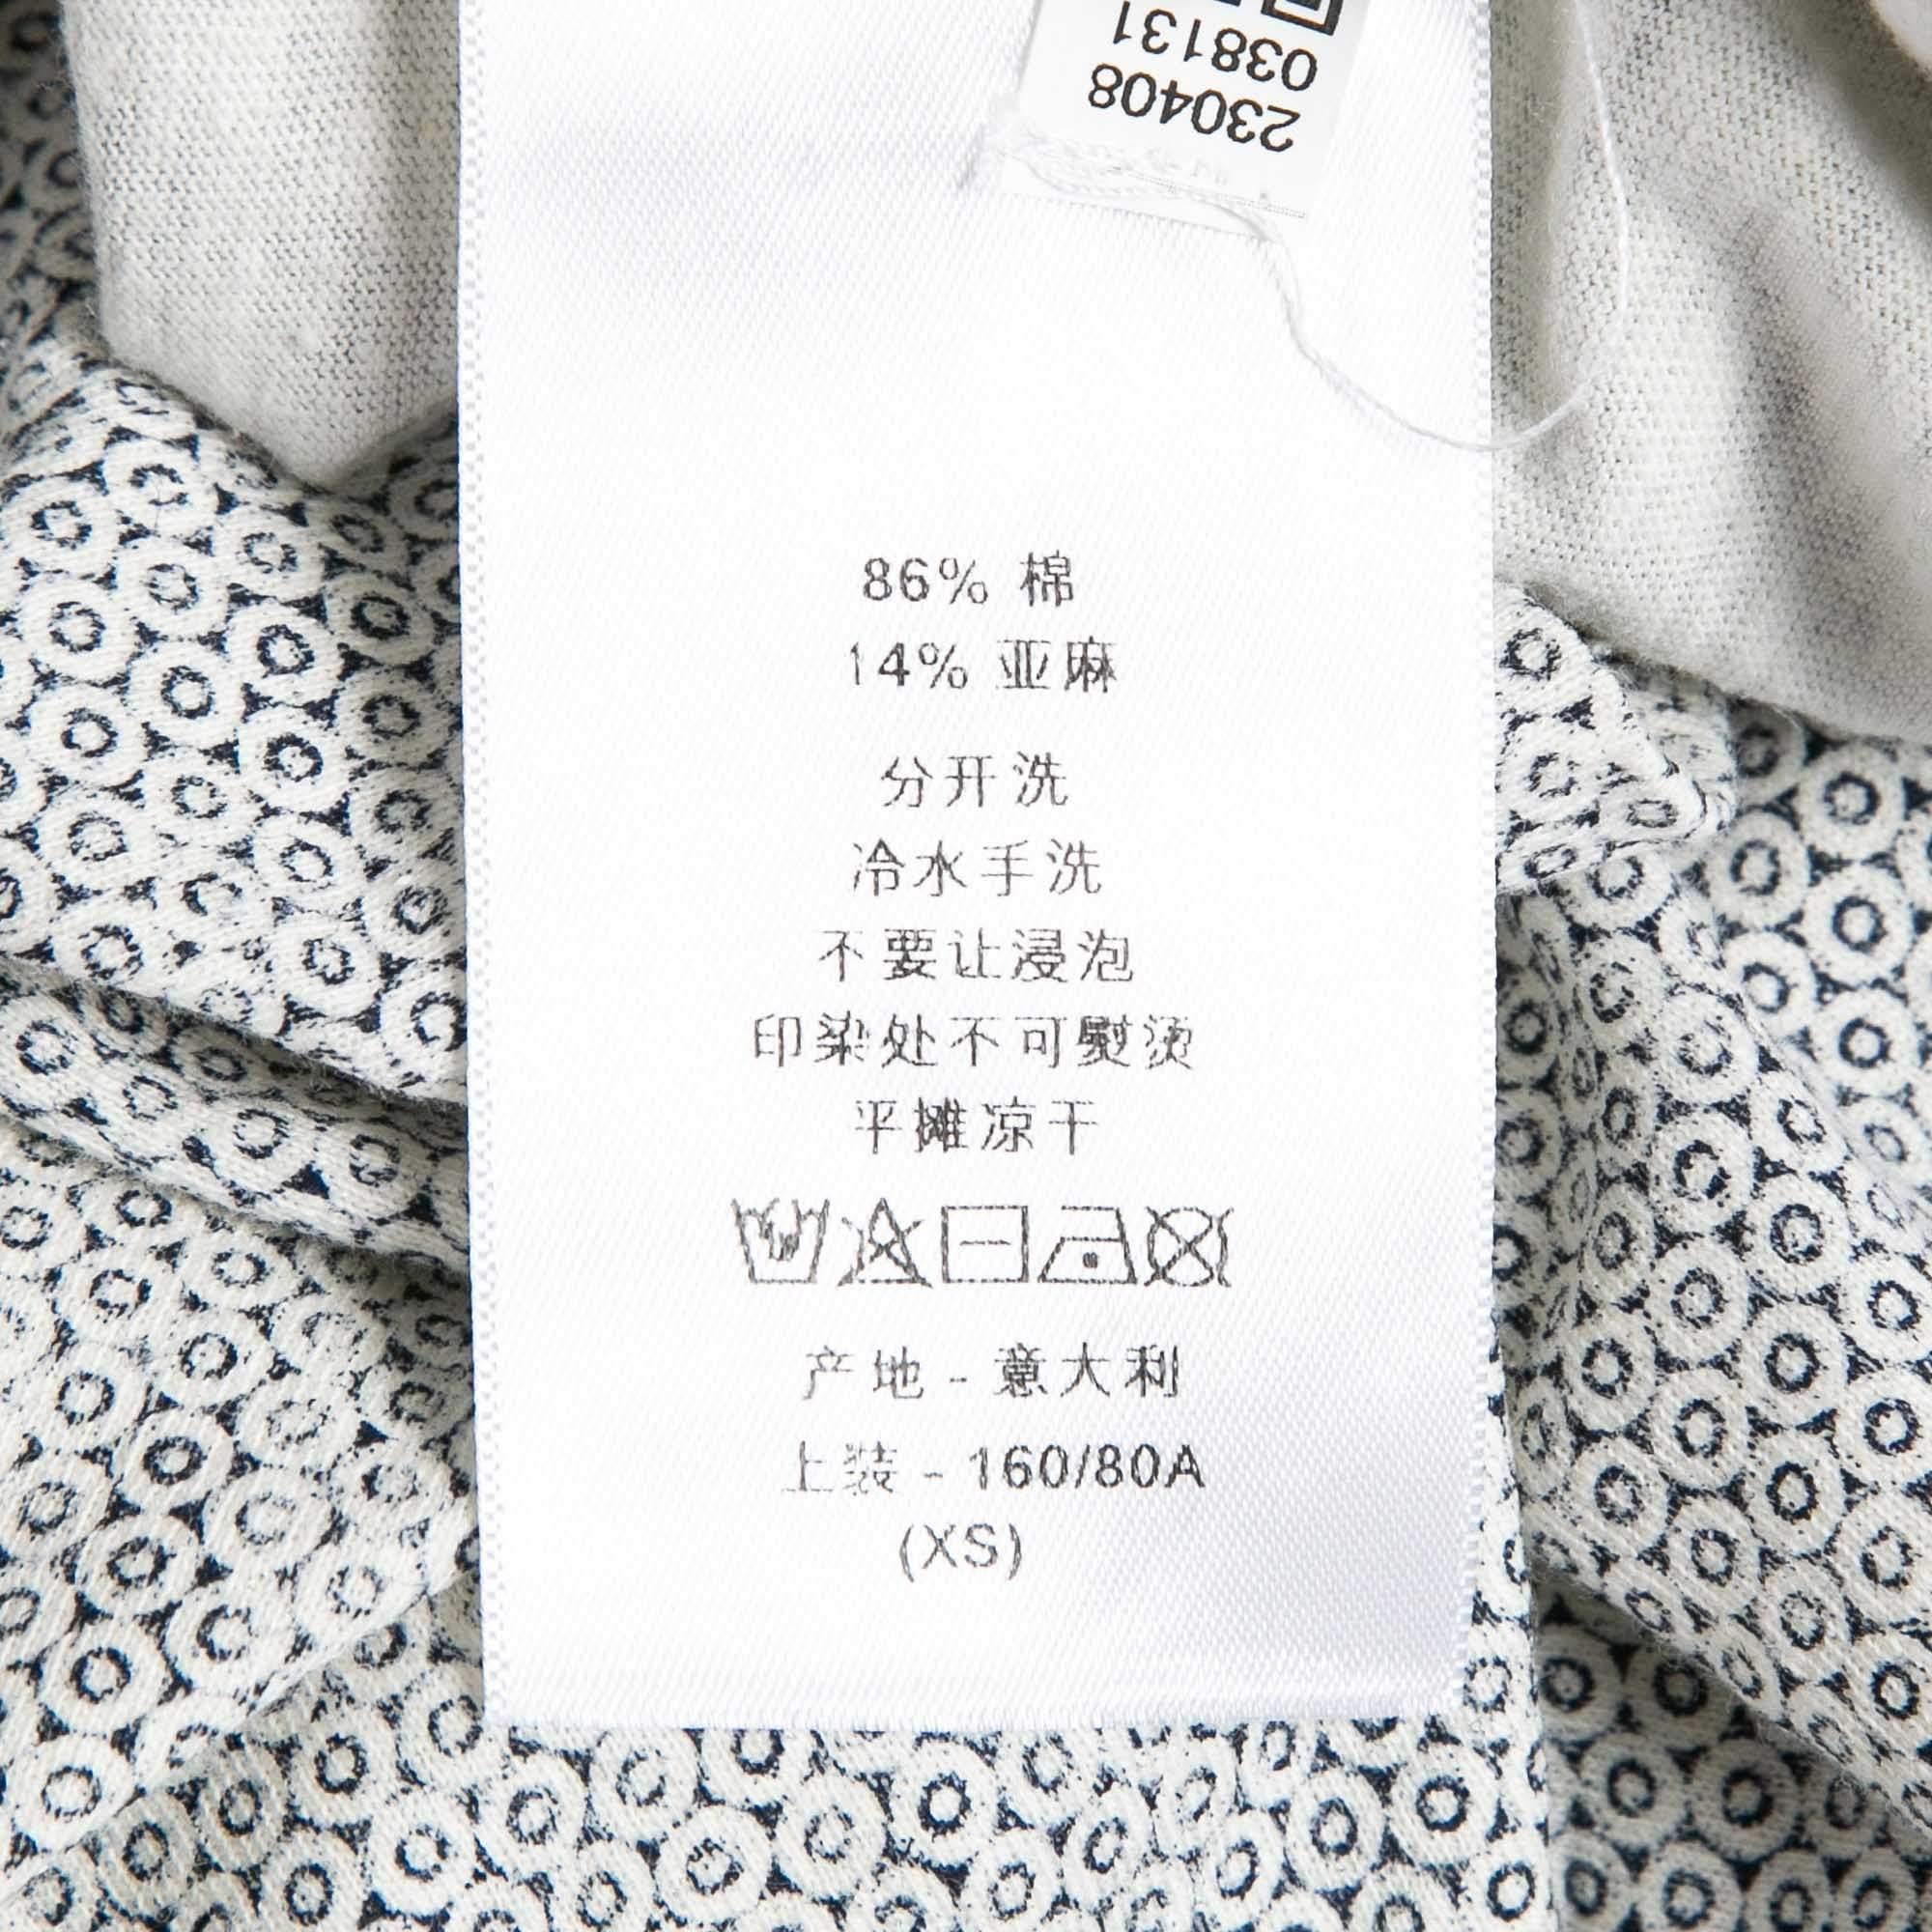 038131
230408
86% 棉
14% 亚麻
分开洗
冷水手洗
不要让浸泡
印染处不可熨烫
平摊凉干
产地 - 意大利
上装 - 160/80A
(XS)